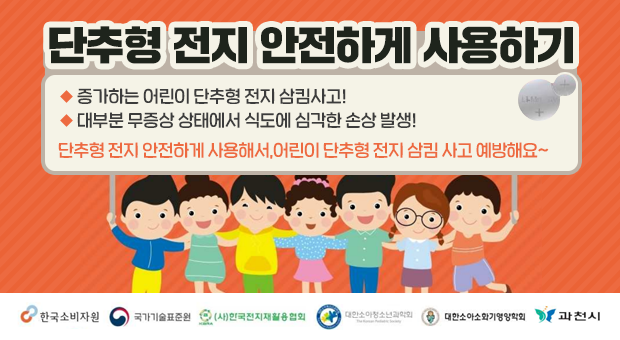 단추형 전지 안전하게 사용하기
◆ 증가하는 어린이 단추형 전지 삼킴사고!
◆ 대부분 무증상 상태에서 식도에 심각한 손상 발생!
단추형 전지 안전하게 사용해서,어린이 단추형 전지 삼킴 사고 예방해요~
한국소비자원 국가기술표준원 (사)한국전지재활용협회 대한소아청소년과학회 대한소아소화기영양학회 과천시
The Korean Pediatric Society